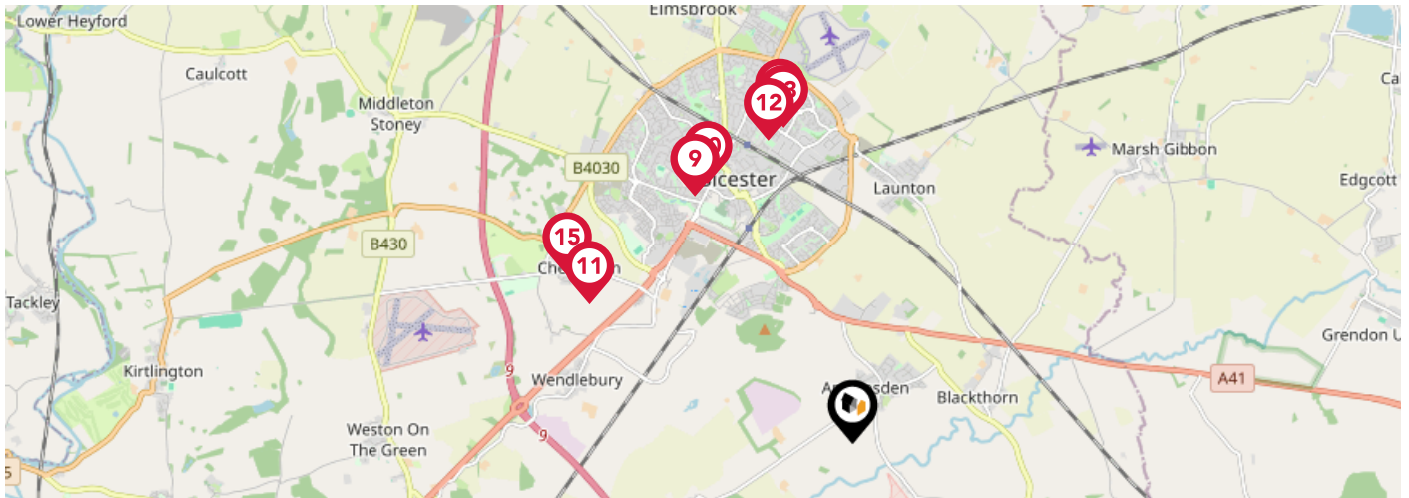 Lower Heyford
Elmsbrook
Caulcott
Middleton
Stoney
12
9
B4030
Marsh Gibbon
Launton
Edgcott
B430
15
11
Tackley
Grendon U
9
Kirtlington
Wendlebury
A41
Blackthorn
Weston On
The Green
9
5